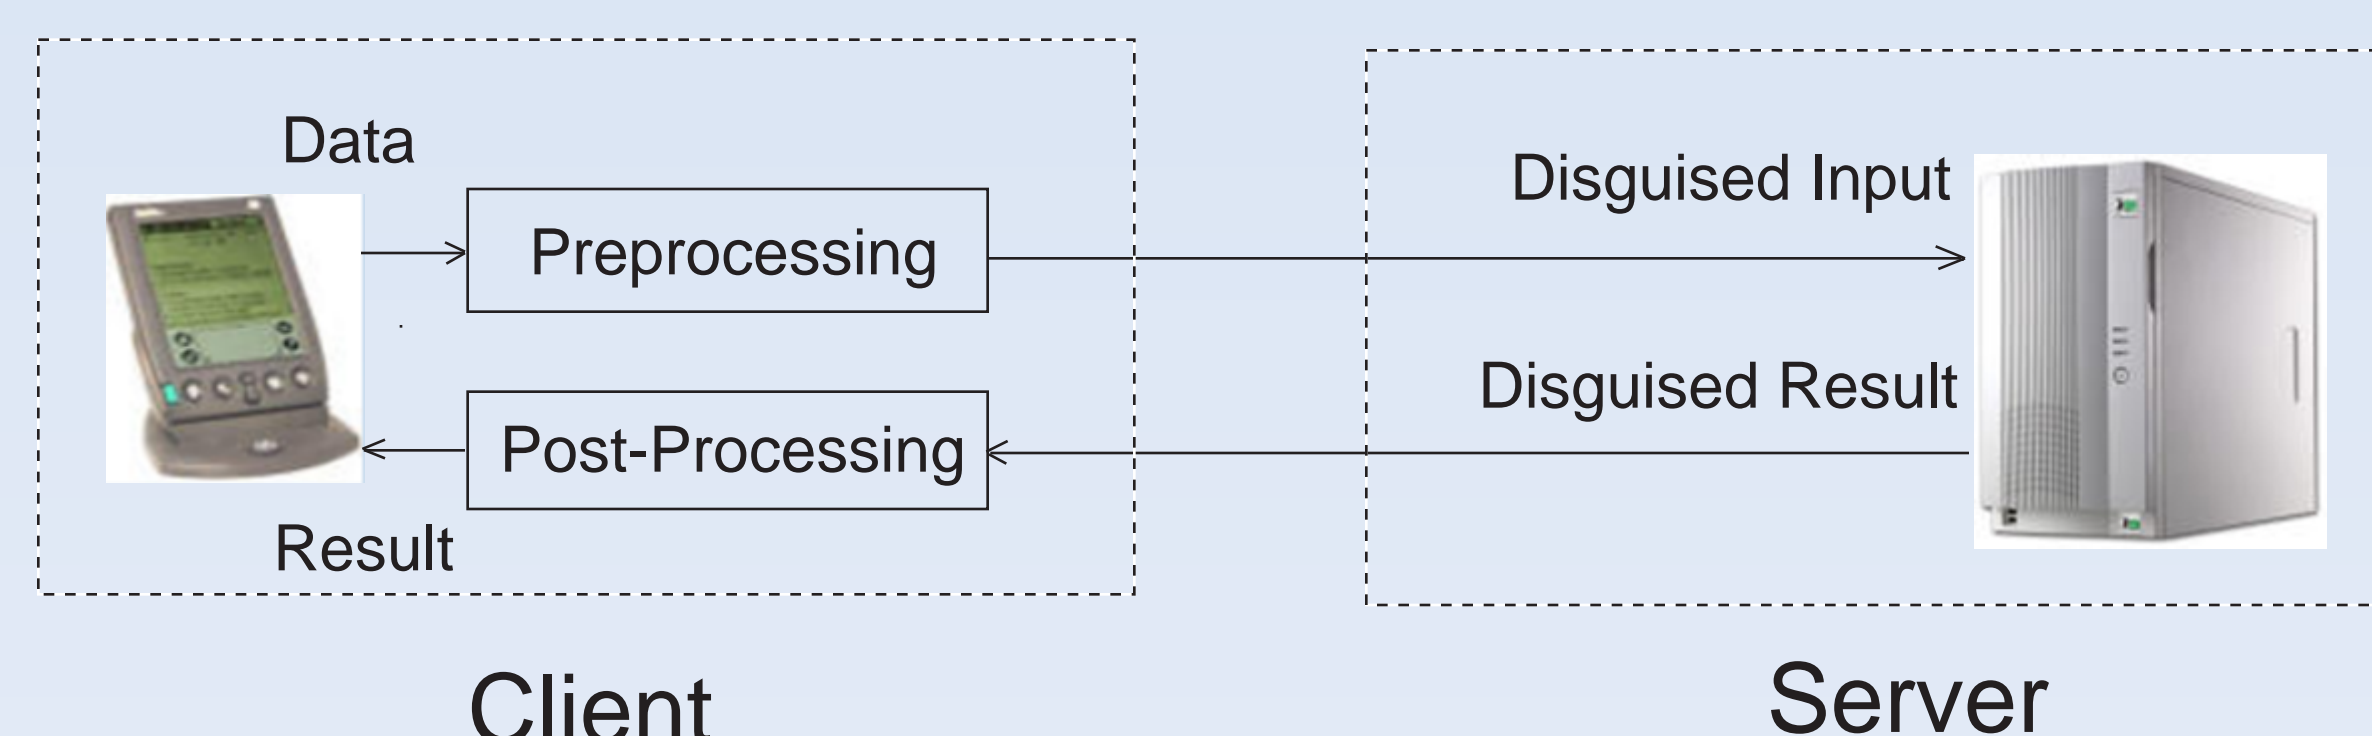 Data
Preprocessing
Disguised Input
Post-Processing
Disguised Result
Result
Client
Server